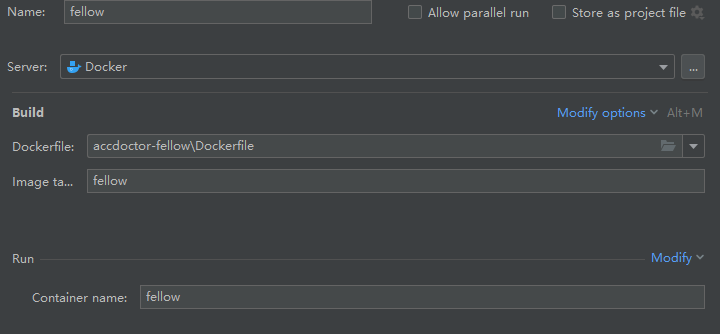 Name: fellow Allow parallel run Store as project file
Server: Docker ...
Build Modify options Alt+M
Dockerfile: accdoctor-fellow\Dockerfile
Image ta... fellow
Run Modify
Container name: fellow